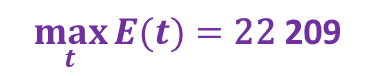 max E(t) = 22 209
t